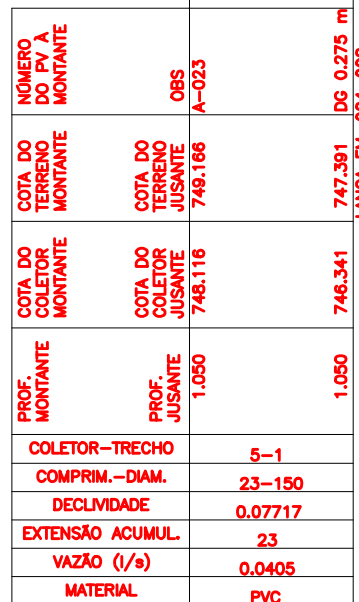 NÚMERO
DO PV À
MONTANTE
OBS
A-023
DG 0.275 m
COTA DO
TERRENO
MONTANTE
COTA DO
TERRENO
JUSANTE
749.166
747.391
COTA DO
COLETOR
MONTANTE
COTA DO
COLETOR
JUSANTE
748.116
746.341
PROF.
MONTANTE
PROF.
JUSANTE
1.050
1.050
COLETOR-TRECHO
5-1
COMPRIM.-DIAM.
23-150
DECLIVIDADE
0.07717
EXTENSÃO ACUMUL.
23
VAZÃO (l/s)
0.0405
MATERIAL
PVC